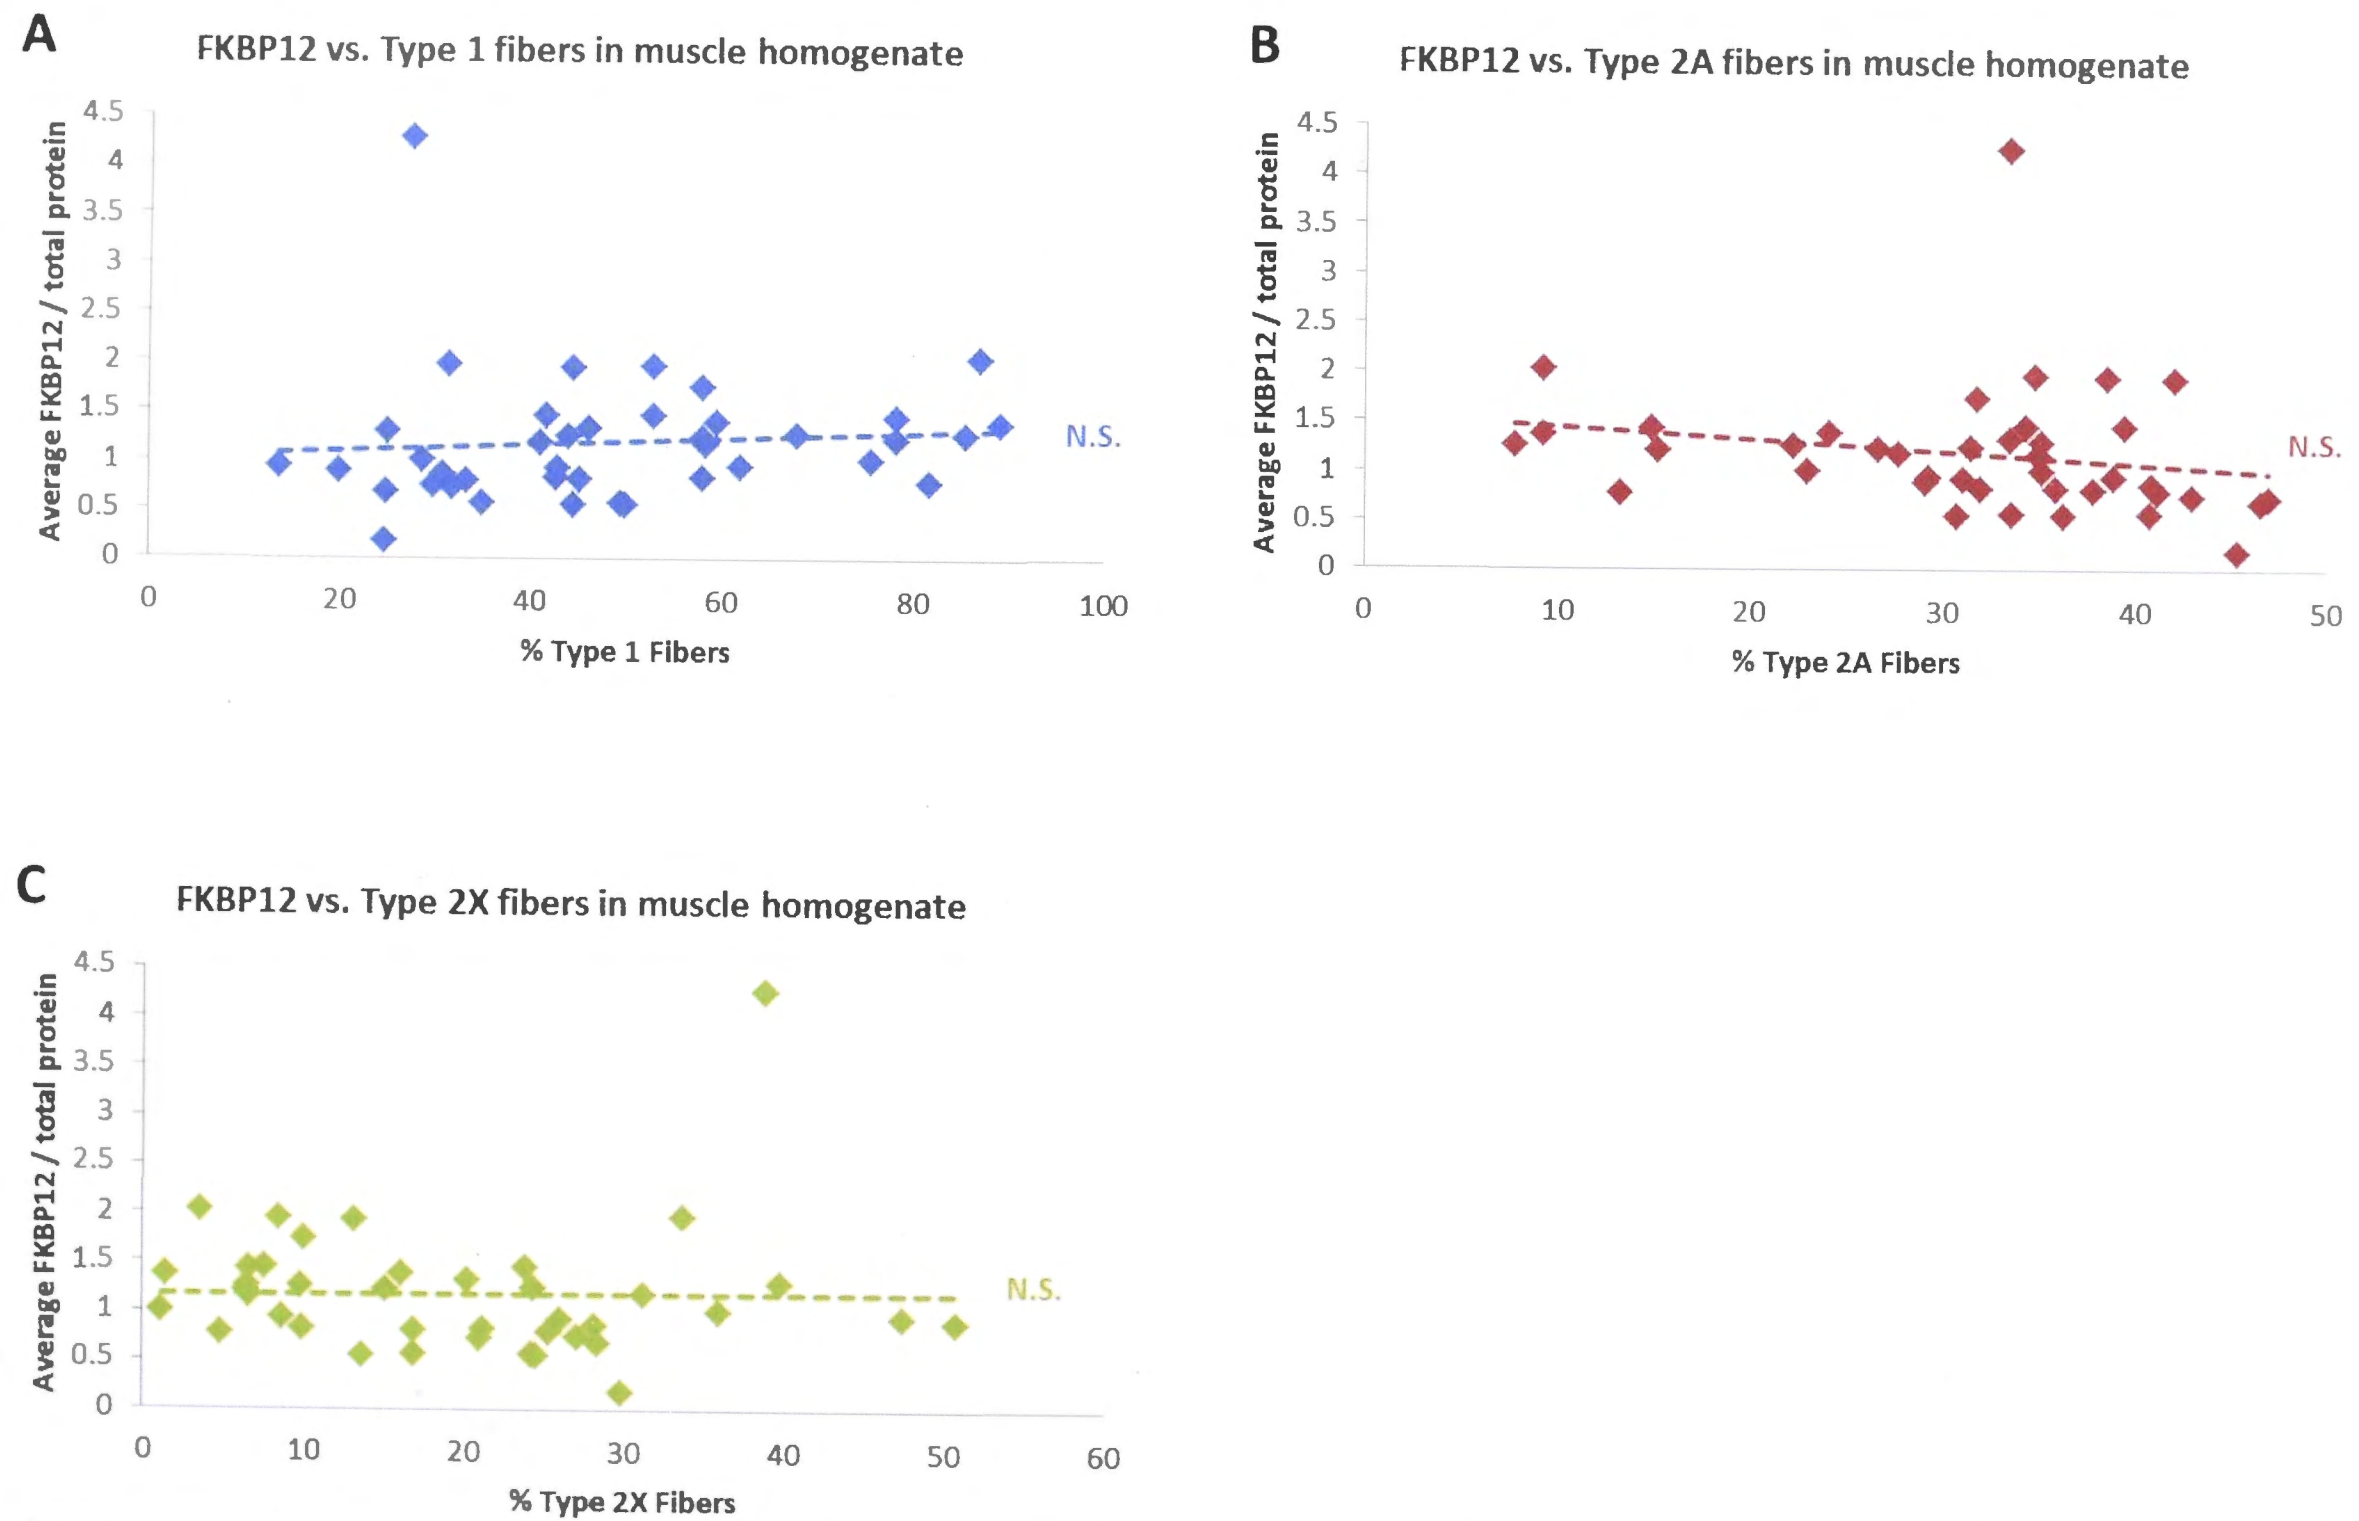 A
FKBP12 vs. Type 1 fibers in muscle homogenate
Average FKBP12 / total protein
4.5
4
3.5
3
2.5
2
1.5
1
0.5
0
0 20 40 60 80 100
% Type 1 Fibers
N.S.
B
FKBP12 vs. Type 2A fibers in muscle homogenate
Average FKBP12 / total protein
4.5
4
3.5
3
2.5
2
1.5
1
0.5
0
0 10 20 30 40 50
% Type 2A Fibers
N.S.
C
FKBP12 vs. Type 2X fibers in muscle homogenate
Average FKBP12 / total protein
4.5
4
3.5
3
2.5
2
1.5
1
0.5
0
0 10 20 30 40 50 60
% Type 2X Fibers
N.S.